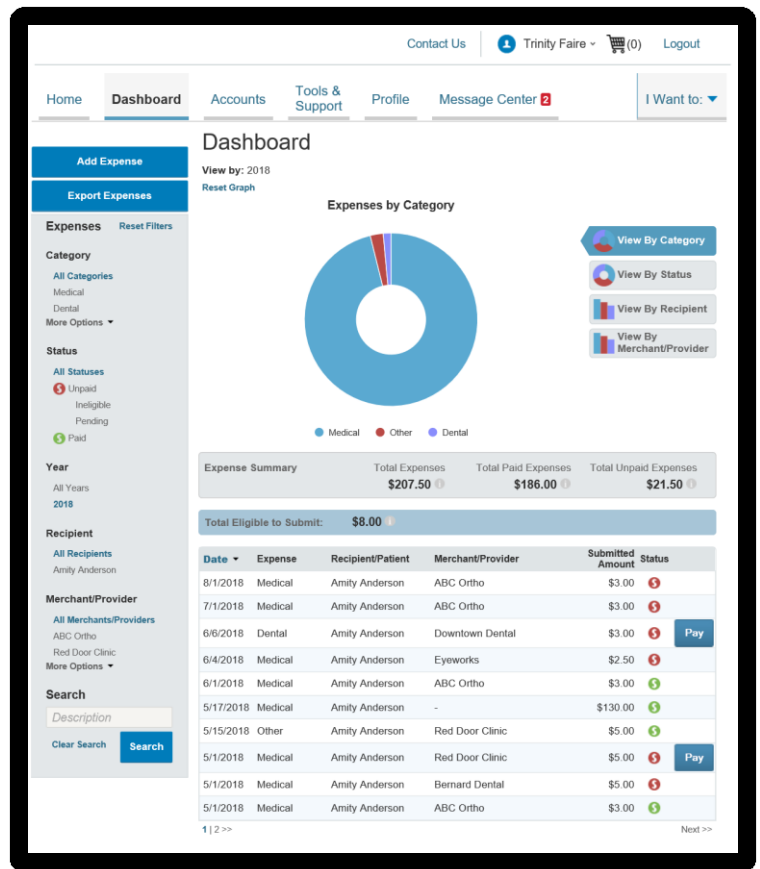 Contact Us Trinity Faire (0) Logout
Home Dashboard Accounts Tools & Support Profile Message Center 2 I Want to:
Dashboard
View by: 2018
Reset Graph
Add Expense
Export Expenses
Expenses Reset Filters
Category
All Categories
Medical
Dental
More Options
Status
All Statuses
Unpaid
Ineligible
Pending
Paid
Year
All Years
2018
Recipient
All Recipients
Amity Anderson
Merchant/Provider
All Merchants/Providers
ABC Ortho
Red Door Clinic
More Options
Search
Description
Clear Search Search
Expenses by Category
View By Category
View By Status
View By Recipient
View By
Merchant/Provider
Medical Other Dental
Expense Summary Total Expenses Total Paid Expenses Total Unpaid Expenses
$207.50 $186.00 $21.50
Total Eligible to Submit: $8.00
Date Expense Recipient/Patient Merchant/Provider Submitted Amount Status
8/1/2018 Medical Amity Anderson ABC Ortho $3.00
7/1/2018 Medical Amity Anderson ABC Ortho $3.00
6/6/2018 Dental Amity Anderson Downtown Dental $3.00 Pay
6/4/2018 Medical Amity Anderson Eyeworks $2.50
6/1/2018 Medical Amity Anderson ABC Ortho $3.00
5/17/2018 Medical Amity Anderson - $130.00
5/15/2018 Other Amity Anderson Red Door Clinic $5.00
5/1/2018 Medical Amity Anderson Red Door Clinic $5.00 Pay
5/1/2018 Medical Amity Anderson Bernard Dental $5.00
5/1/2018 Medical Amity Anderson ABC Ortho $3.00
1 | 2 >> Next >>